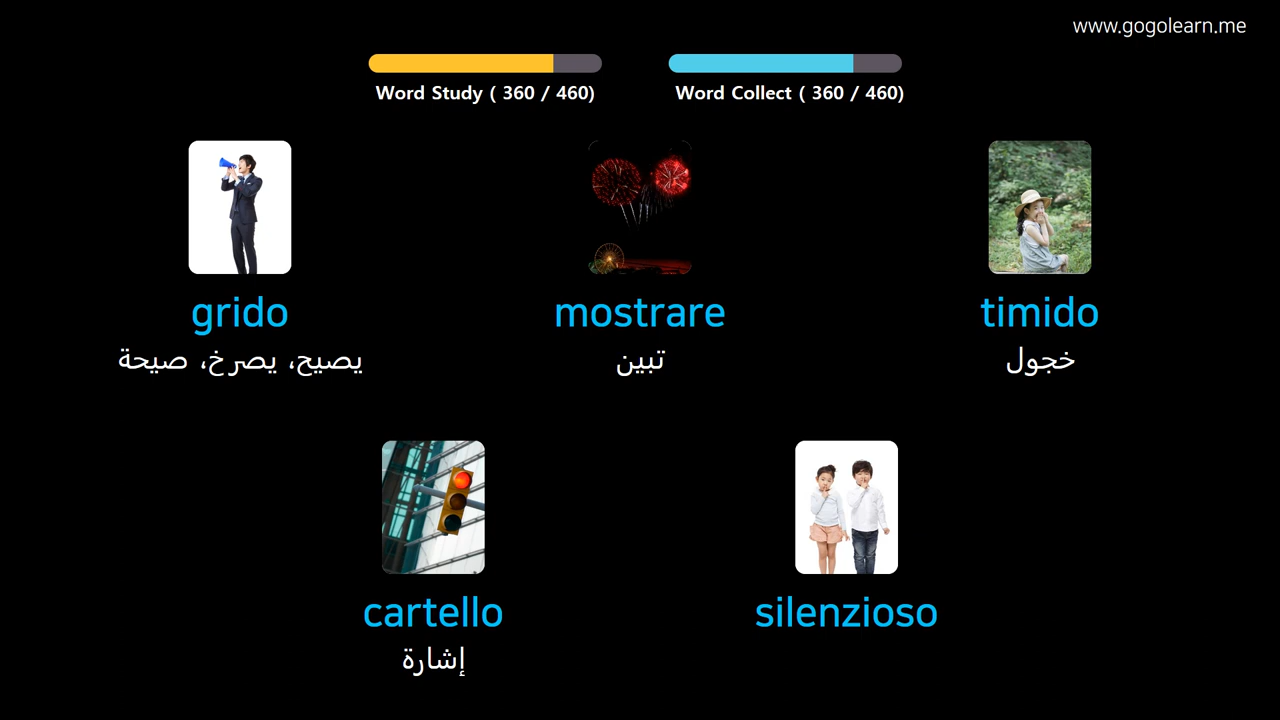 www.gogolearn.me
Word Study ( 360 / 460)
Word Collect ( 360 / 460)
grido
يصيح، يصرخ، صيحة
mostrare
تبين
timido
خجول
cartello
إشارة
silenzioso